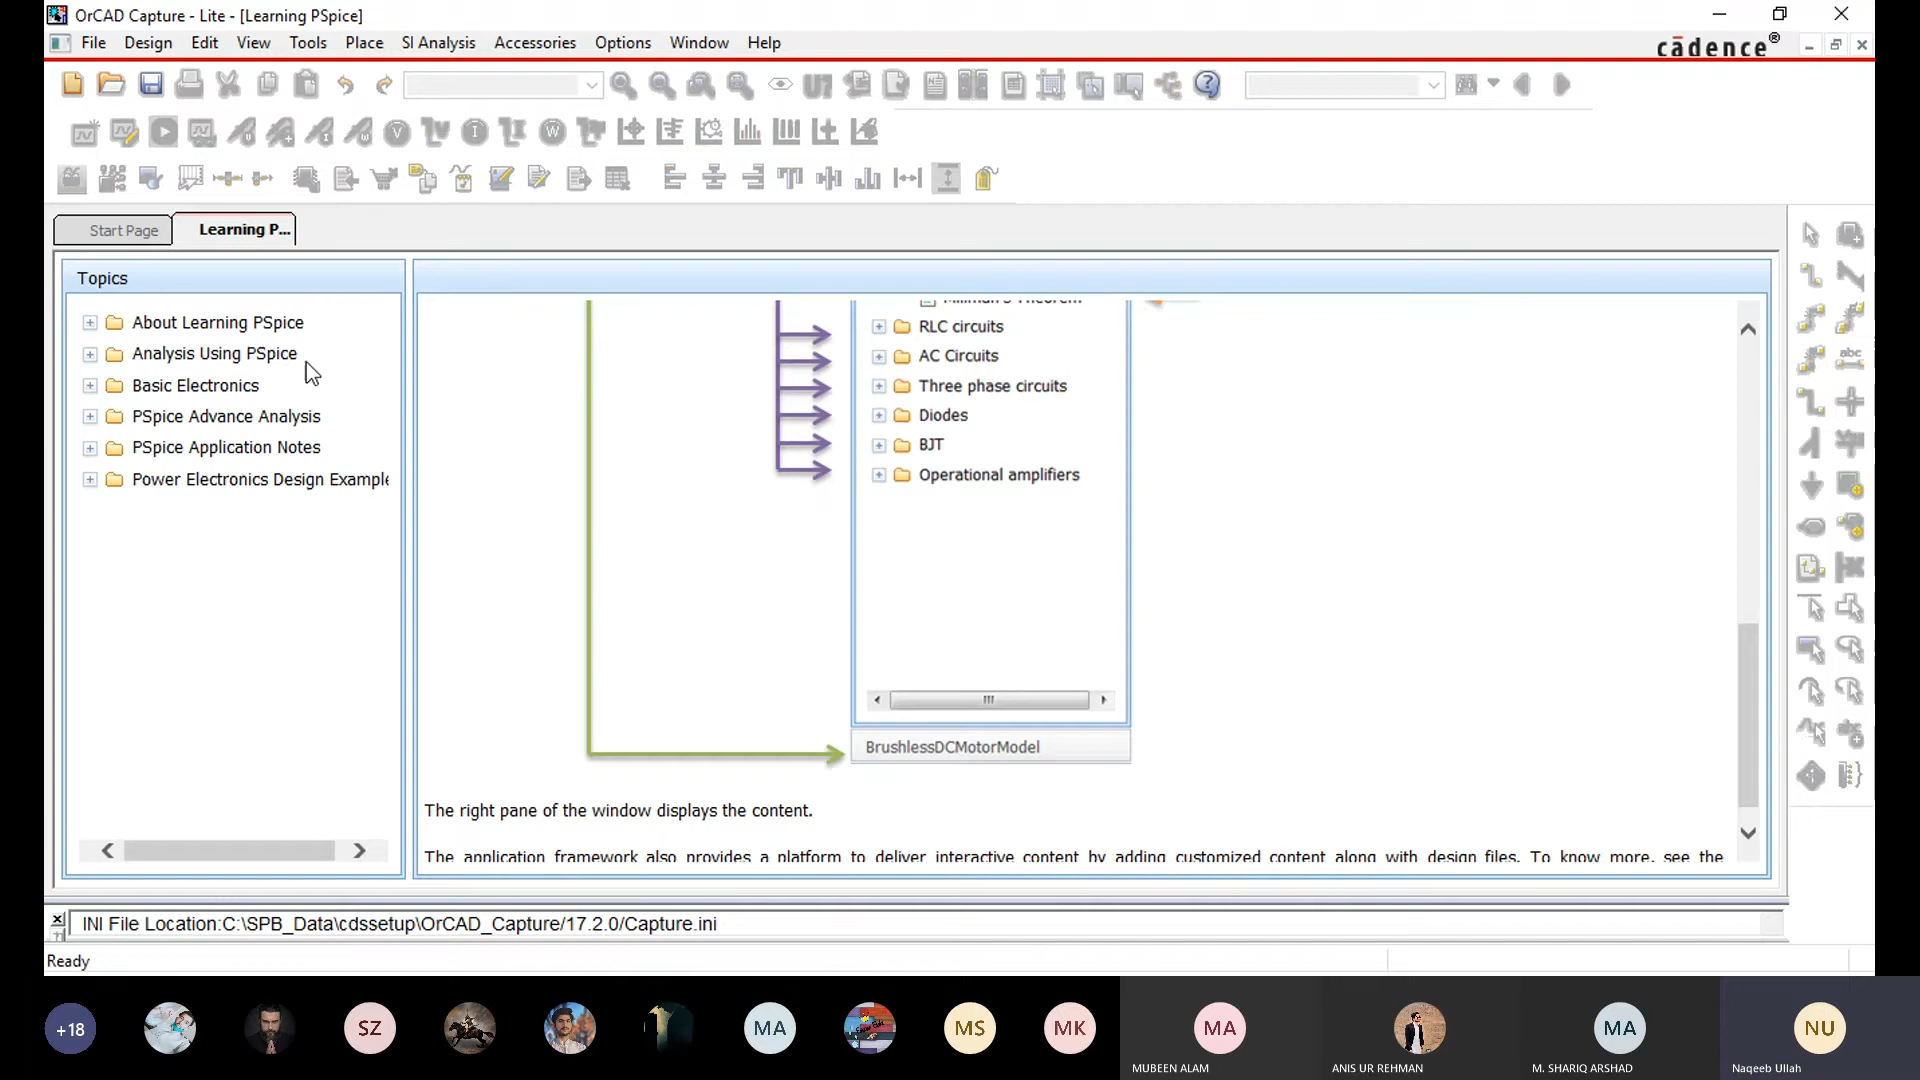 OrCAD Capture - Lite - [Learning PSpice]
File Design Edit View Tools Place SI Analysis Accessories Options Window Help
cādence®
U?
V I W
Start Page
Learning P...
Topics
About Learning PSpice
Analysis Using PSpice
Basic Electronics
PSpice Advance Analysis
PSpice Application Notes
Power Electronics Design Example
Millman's Theorem
RLC circuits
AC Circuits
Three phase circuits
Diodes
BJT
Operational amplifiers
BrushlessDCMotorModel
The right pane of the window displays the content.
The application framework also provides a platform to deliver interactive content by adding customized content along with design files. To know more, see the
abc
abc
INI File Location:C:\SPB_Data\cdssetup\OrCAD_Capture/17.2.0/Capture.ini
Ready
+18 SZ MA MS MK MA MA NU
MUBEEN ALAM ANIS UR REHMAN M. SHARIQ ARSHAD Naqeeb Ullah